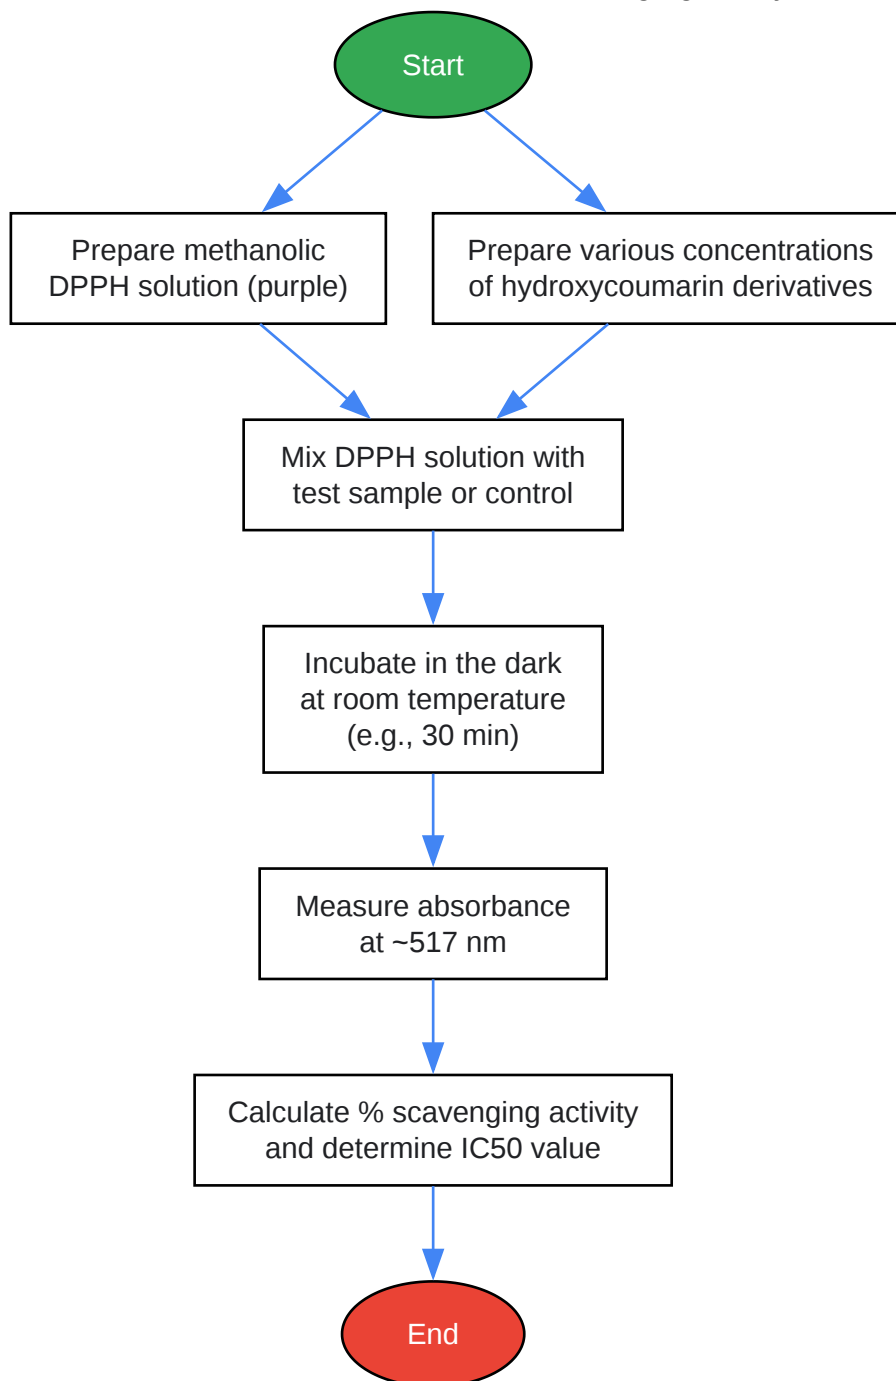 Start
Prepare methanolic
DPPH solution (purple)
Prepare various concentrations
of hydroxycoumarin derivatives
Mix DPPH solution with
test sample or control
Incubate in the dark
at room temperature
(e.g., 30 min)
Measure absorbance
at ~517 nm
Calculate % scavenging activity
and determine IC50 value
End